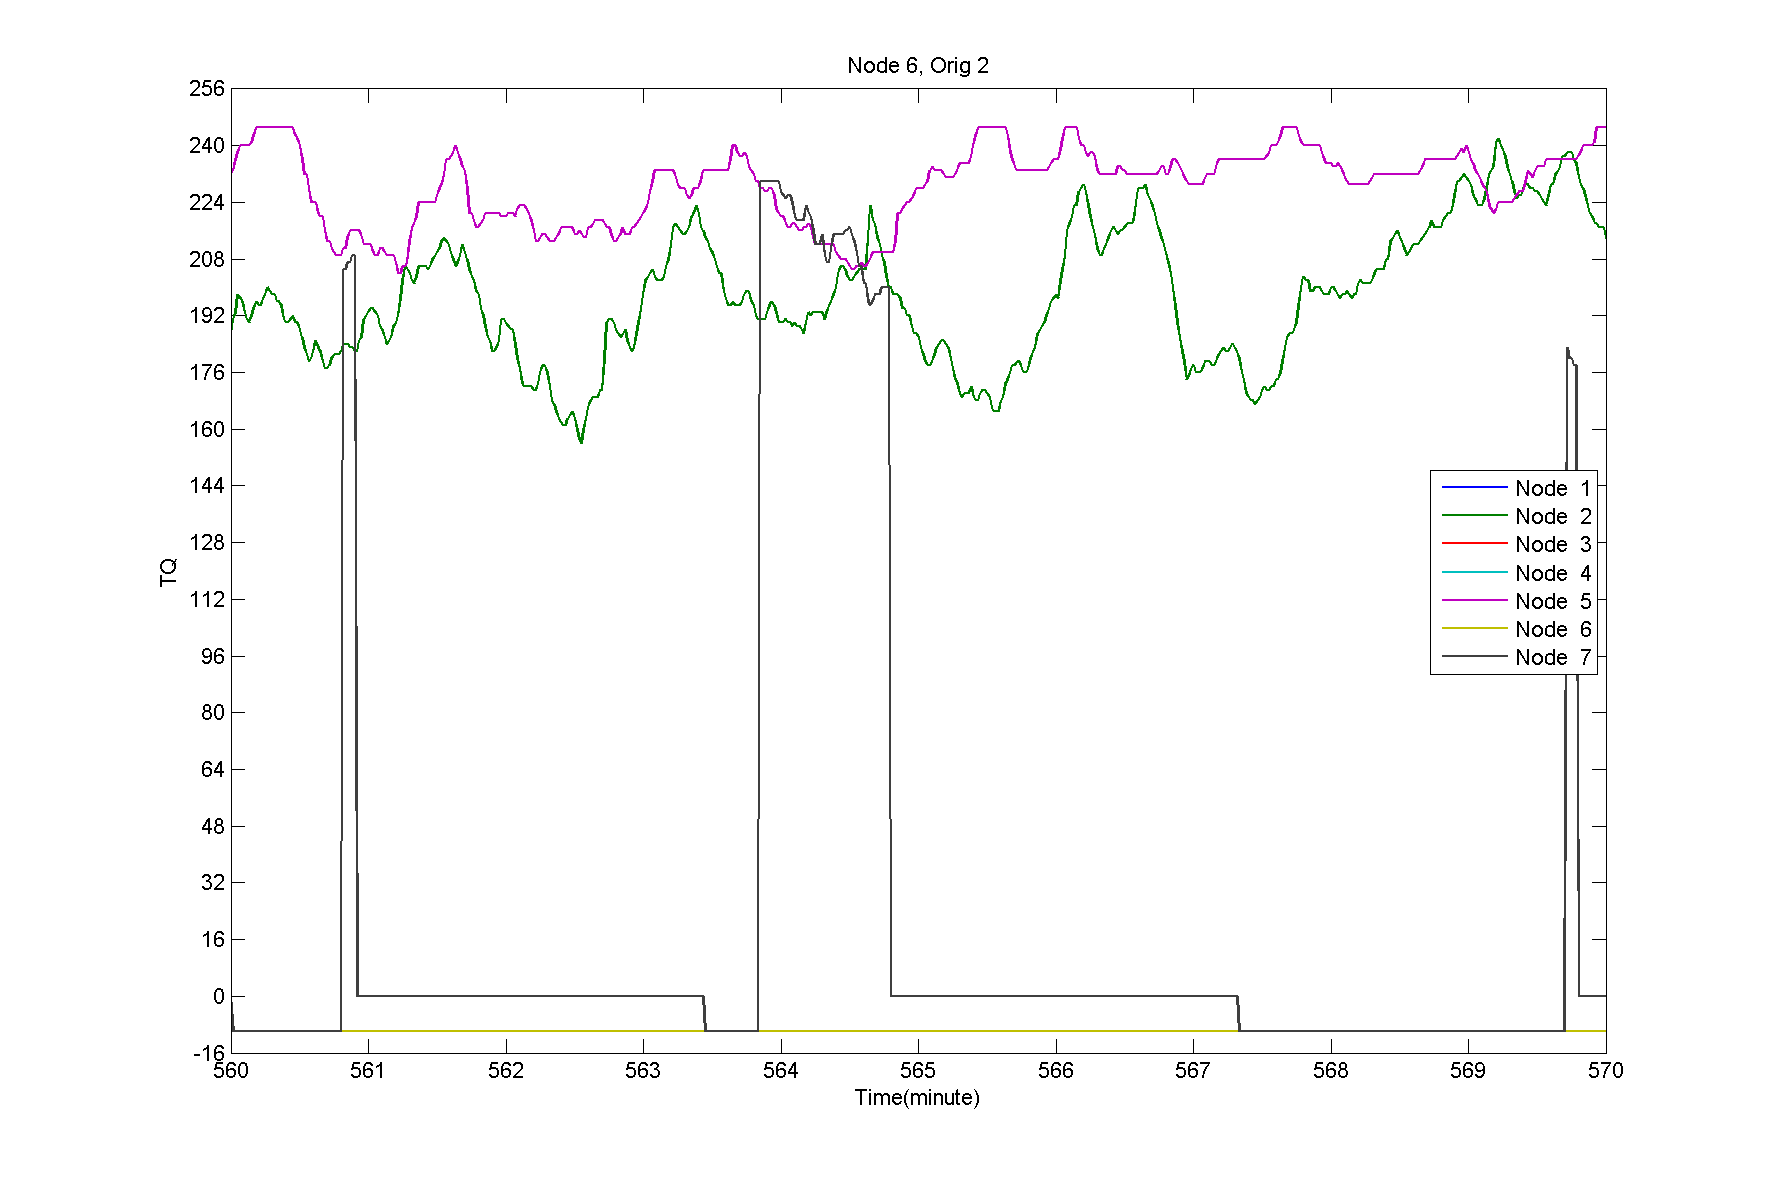 Node 6, Orig 2
256
240
224
208
192
176
160
144
128
112
96
80
64
48
32
16
0
-16
TQ
560 561 562 563 564 565 566 567 568 569 570
Time(minute)
Node 1
Node 2
Node 3
Node 4
Node 5
Node 6
Node 7